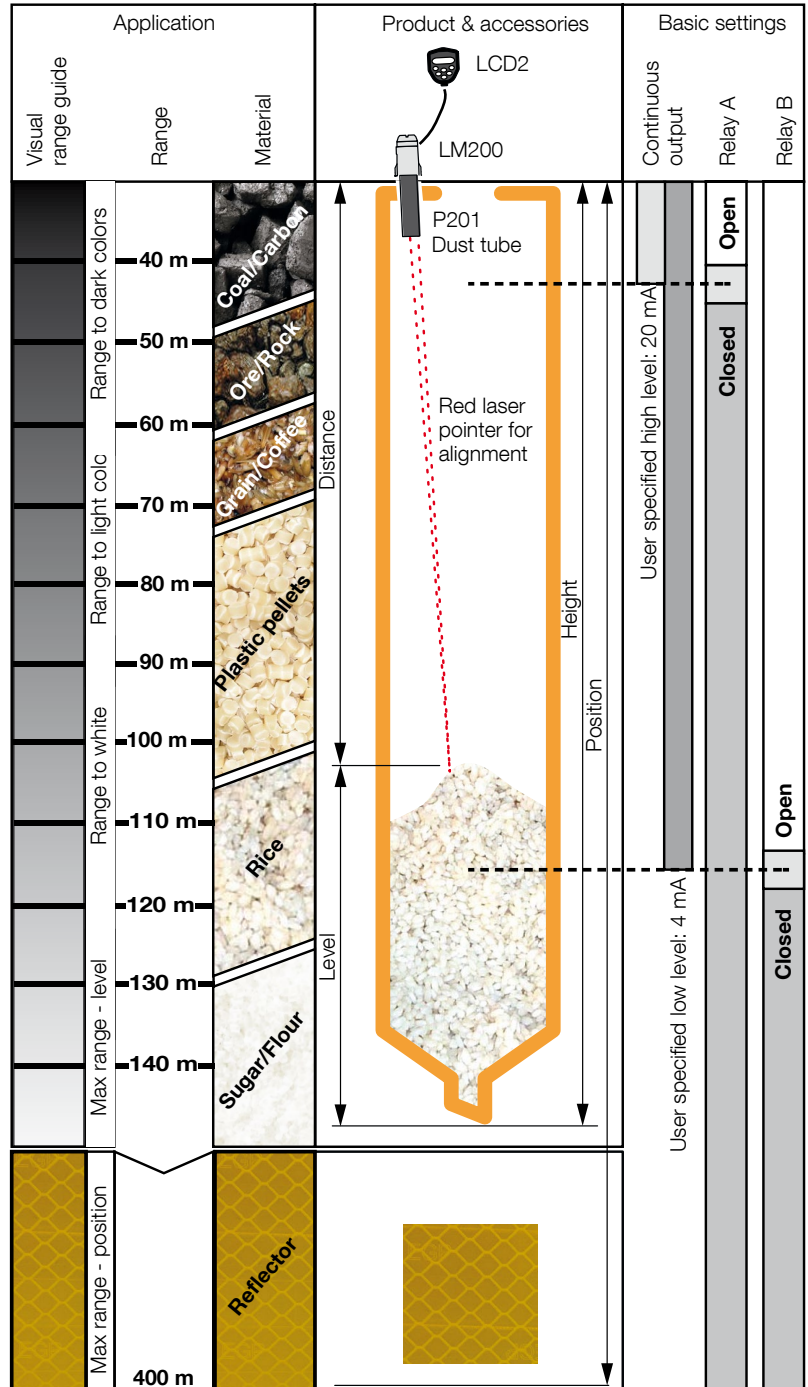 Application
Product & accessories
Basic settings
Visual
range guide
Range
Material
Continuous
output
Relay A
Relay B
LCD2
LM200
P201
Dust tube
Red laser
pointer for
alignment
Range to dark colors
Range to light colc
Range to white
Max range - level
Max range - position
40 m
50 m
60 m
70 m
80 m
90 m
100 m
110 m
120 m
130 m
140 m
400 m
Coal/Carbon
Ore/Rock
Grain/Coffee
Plastic pellets
Rice
Sugar/Flour
Reflector
Distance
Level
Height
Position
User specified high level: 20 mA
User specified low level: 4 mA
Open
Closed
Open
Closed